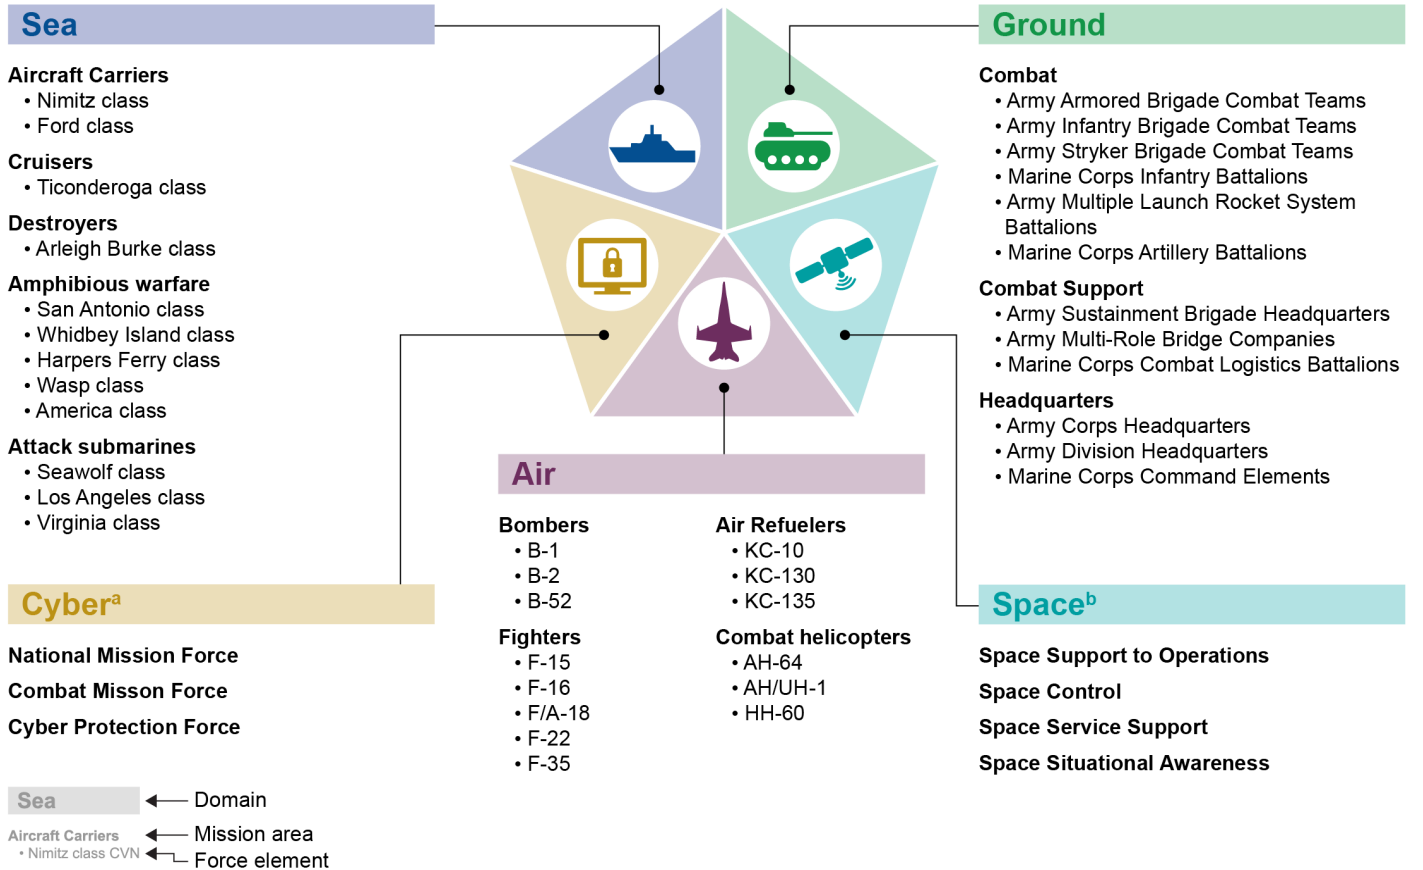 Sea
Aircraft Carriers
• Nimitz class
• Ford class
Cruisers
• Ticonderoga class
Destroyers
• Arleigh Burke class
Amphibious warfare
• San Antonio class
• Whidbey Island class
• Harpers Ferry class
• Wasp class
• America class
Attack submarines
• Seawolf class
• Los Angeles class
• Virginia class
Ground
Combat
• Army Armored Brigade Combat Teams
• Army Infantry Brigade Combat Teams
• Army Stryker Brigade Combat Teams
• Marine Corps Infantry Battalions
• Army Multiple Launch Rocket System
Battalions
• Marine Corps Artillery Battalions
Combat Support
• Army Sustainment Brigade Headquarters
• Army Multi-Role Bridge Companies
• Marine Corps Combat Logistics Battalions
Headquarters
• Army Corps Headquarters
• Army Division Headquarters
• Marine Corps Command Elements
Air
Bombers
• B-1
• B-2
• B-52
Fighters
• F-15
• F-16
• F/A-18
• F-22
• F-35
Air Refuelers
• KC-10
• KC-130
• KC-135
Combat helicopters
• AH-64
• AH/UH-1
• HH-60
Cyberᵃ
National Mission Force
Combat Misson Force
Cyber Protection Force
Spaceᵇ
Space Support to Operations
Space Control
Space Service Support
Space Situational Awareness
Sea
Domain
Aircraft Carriers
Mission area
• Nimitz class CVN
Force element